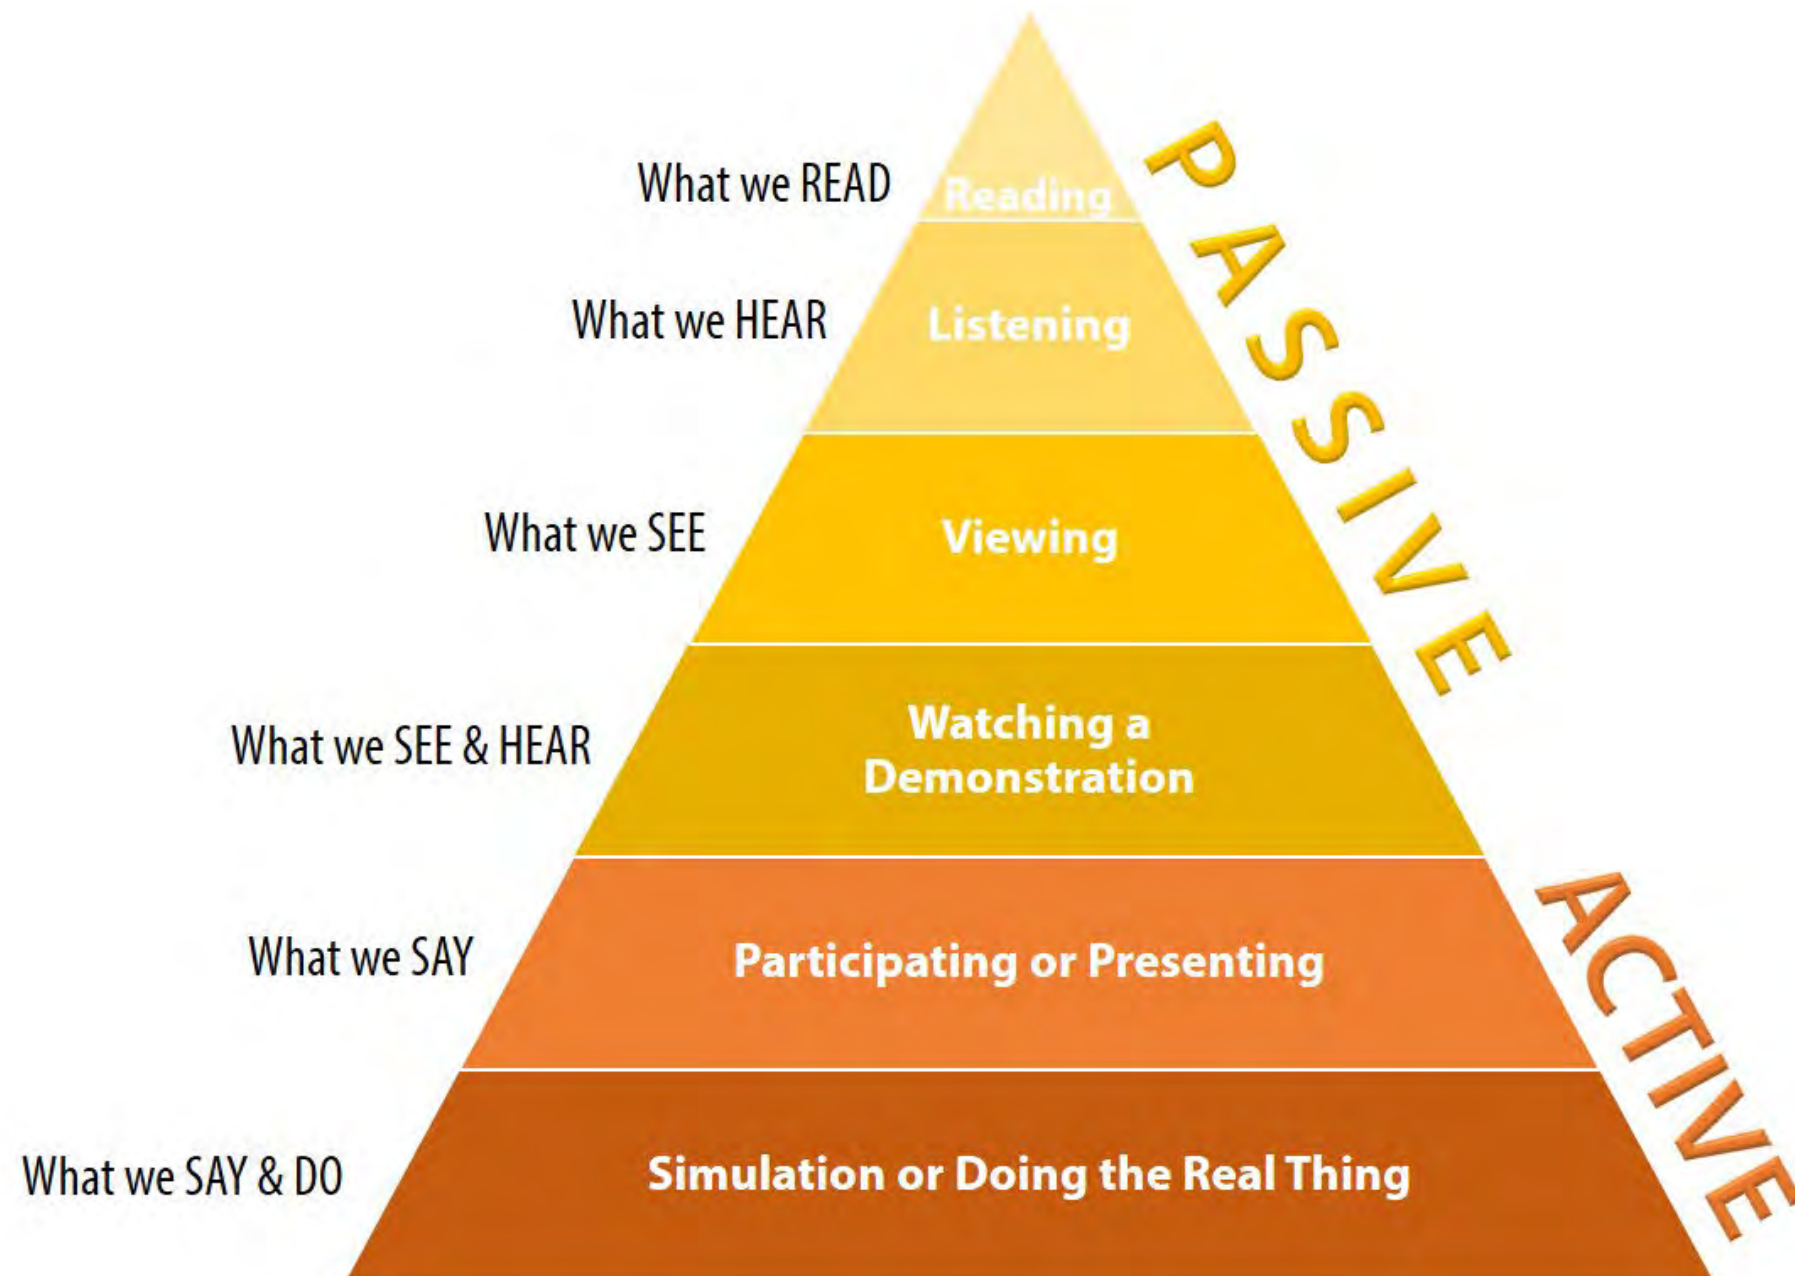 What we READ
Reading
PASSIVE
What we HEAR
Listening
What we SEE
Viewing
What we SEE & HEAR
Watching a
Demonstration
What we SAY
Participating or Presenting
ACTIVE
What we SAY & DO
Simulation or Doing the Real Thing